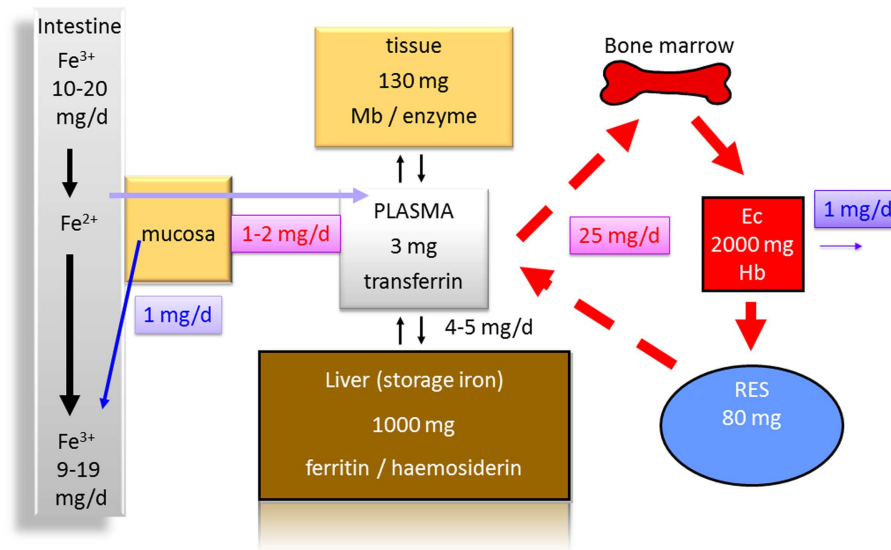 Intestine
Fe³⁺
10-20
mg/d
Fe²⁺
Fe³⁺
9-19
mg/d
mucosa
1 mg/d
1-2 mg/d
tissue
130 mg
Mb / enzyme
PLASMA
3 mg
transferrin
4-5 mg/d
Liver (storage iron)
1000 mg
ferritin / haemosiderin
Bone marrow
25 mg/d
Ec
2000 mg
Hb
1 mg/d
RES
80 mg